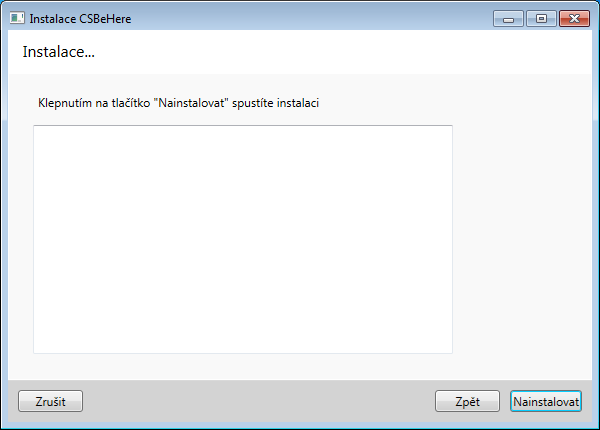 Instalace CSBeHere
Instalace...
Klepnutím na tlačítko "Nainstalovat" spustíte instalaci
Zrušit
Zpět
Nainstalovat